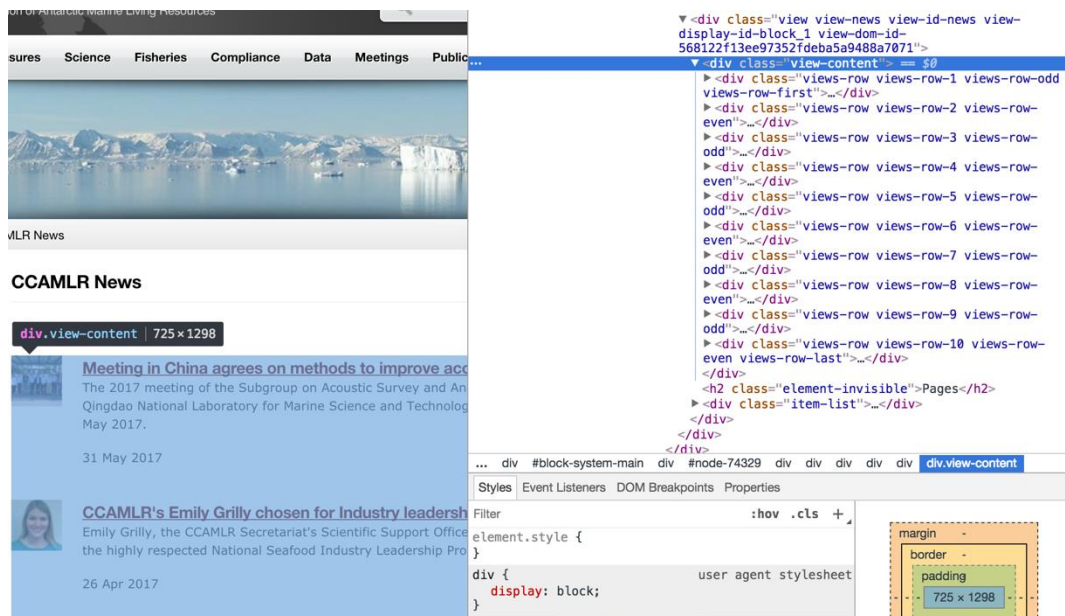 on of Antarctic Marine Living Resources
sures Science Fisheries Compliance Data Meetings Public
MLR News
CCAMLR News
div.view-content | 725 × 1298
Meeting in China agrees on methods to improve acc
The 2017 meeting of the Subgroup on Acoustic Survey and An
Qingdao National Laboratory for Marine Science and Technolog
May 2017.
31 May 2017
CCAMLR's Emily Grilly chosen for Industry leadersh
Emily Grilly, the CCAMLR Secretariat's Scientific Support Office
the highly respected National Seafood Industry Leadership Pro
26 Apr 2017
▼<div class="view view-news view-id-news view-
display-id-block_1 view-dom-id-
568122f13ee97352fdeba5a9488a7071">
… ▼<div class="view-content"> == $0
▶<div class="views-row views-row-1 views-row-odd
views-row-first">…</div>
▶<div class="views-row views-row-2 views-row-
even">…</div>
▶<div class="views-row views-row-3 views-row-
odd">…</div>
▶<div class="views-row views-row-4 views-row-
even">…</div>
▶<div class="views-row views-row-5 views-row-
odd">…</div>
▶<div class="views-row views-row-6 views-row-
even">…</div>
▶<div class="views-row views-row-7 views-row-
odd">…</div>
▶<div class="views-row views-row-8 views-row-
even">…</div>
▶<div class="views-row views-row-9 views-row-
odd">…</div>
▶<div class="views-row views-row-10 views-row-
even views-row-last">…</div>
</div>
<h2 class="element-invisible">Pages</h2>
▶<div class="item-list">…</div>
</div>
</div>
</div>
... div #block-system-main div #node-74329 div div div div div div.view-content
Styles Event Listeners DOM Breakpoints Properties
Filter :hov .cls +
element.style {
}
div { user agent stylesheet
display: block;
}
margin -
border -
padding
- - 725 × 1298 - -